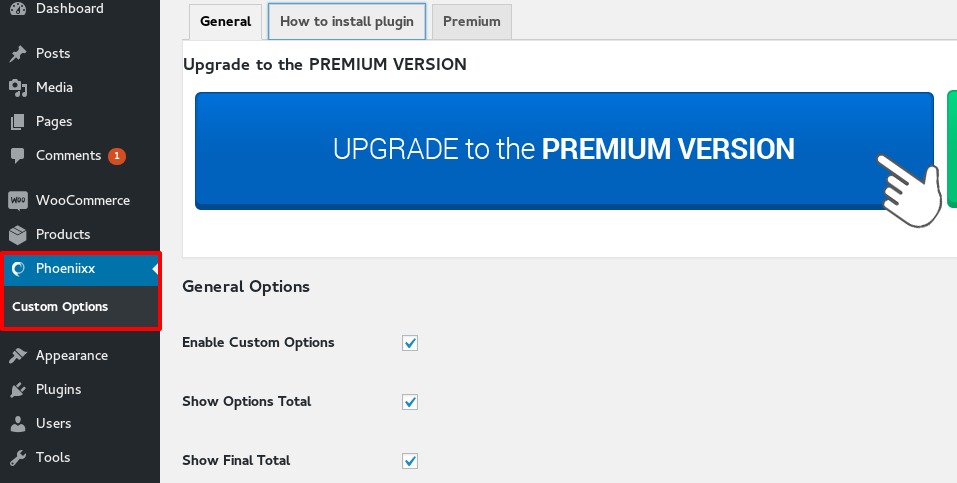 Dashboard
Posts
Media
Pages
Comments 1
WooCommerce
Products
Phoeniixx
Custom Options
Appearance
Plugins
Users
Tools
General
How to install plugin
Premium
Upgrade to the PREMIUM VERSION
UPGRADE to the PREMIUM VERSION
General Options
Enable Custom Options
Show Options Total
Show Final Total